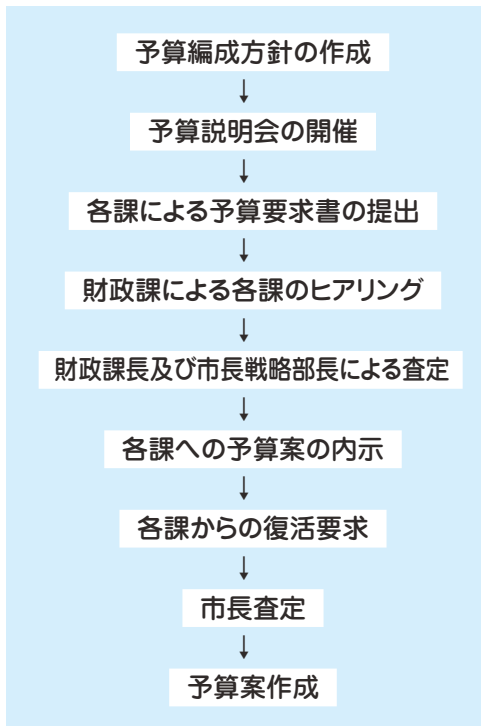 予算編成方針の作成
↓
予算説明会の開催
↓
各課による予算要求書の提出
↓
財政課による各課のヒアリング
↓
財政課長及び市長戦略部長による査定
↓
各課への予算案の内示
↓
各課からの復活要求
↓
市長査定
↓
予算案作成